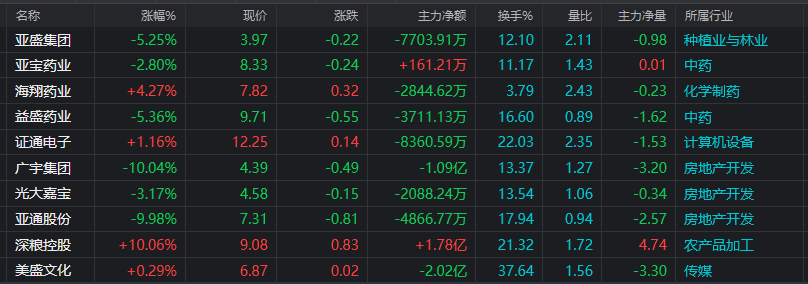 名称 涨幅% 现价 涨跌 主力净额 换手% 量比 主力净量 所属行业
亚盛集团 -5.25% 3.97 -0.22 -7703.91万 12.10 2.11 -0.98 种植业与林业
亚宝药业 -2.80% 8.33 -0.24 +161.21万 11.17 1.43 0.01 中药
海翔药业 +4.27% 7.82 0.32 -2844.62万 3.79 2.43 -0.23 化学制药
益盛药业 -5.36% 9.71 -0.55 -3711.13万 16.60 0.89 -1.62 中药
证通电子 +1.16% 12.25 0.14 -8360.59万 22.03 2.35 -1.53 计算机设备
广宇集团 -10.04% 4.39 -0.49 -1.09亿 13.37 1.27 -3.20 房地产开发
光大嘉宝 -3.17% 4.58 -0.15 -2088.24万 13.54 1.06 -0.34 房地产开发
亚通股份 -9.98% 7.31 -0.81 -4866.77万 17.94 0.94 -2.57 房地产开发
深粮控股 +10.06% 9.08 0.83 +1.78亿 21.32 1.72 4.74 农产品加工
美盛文化 +0.29% 6.87 0.02 -2.02亿 37.64 1.56 -3.30 传媒